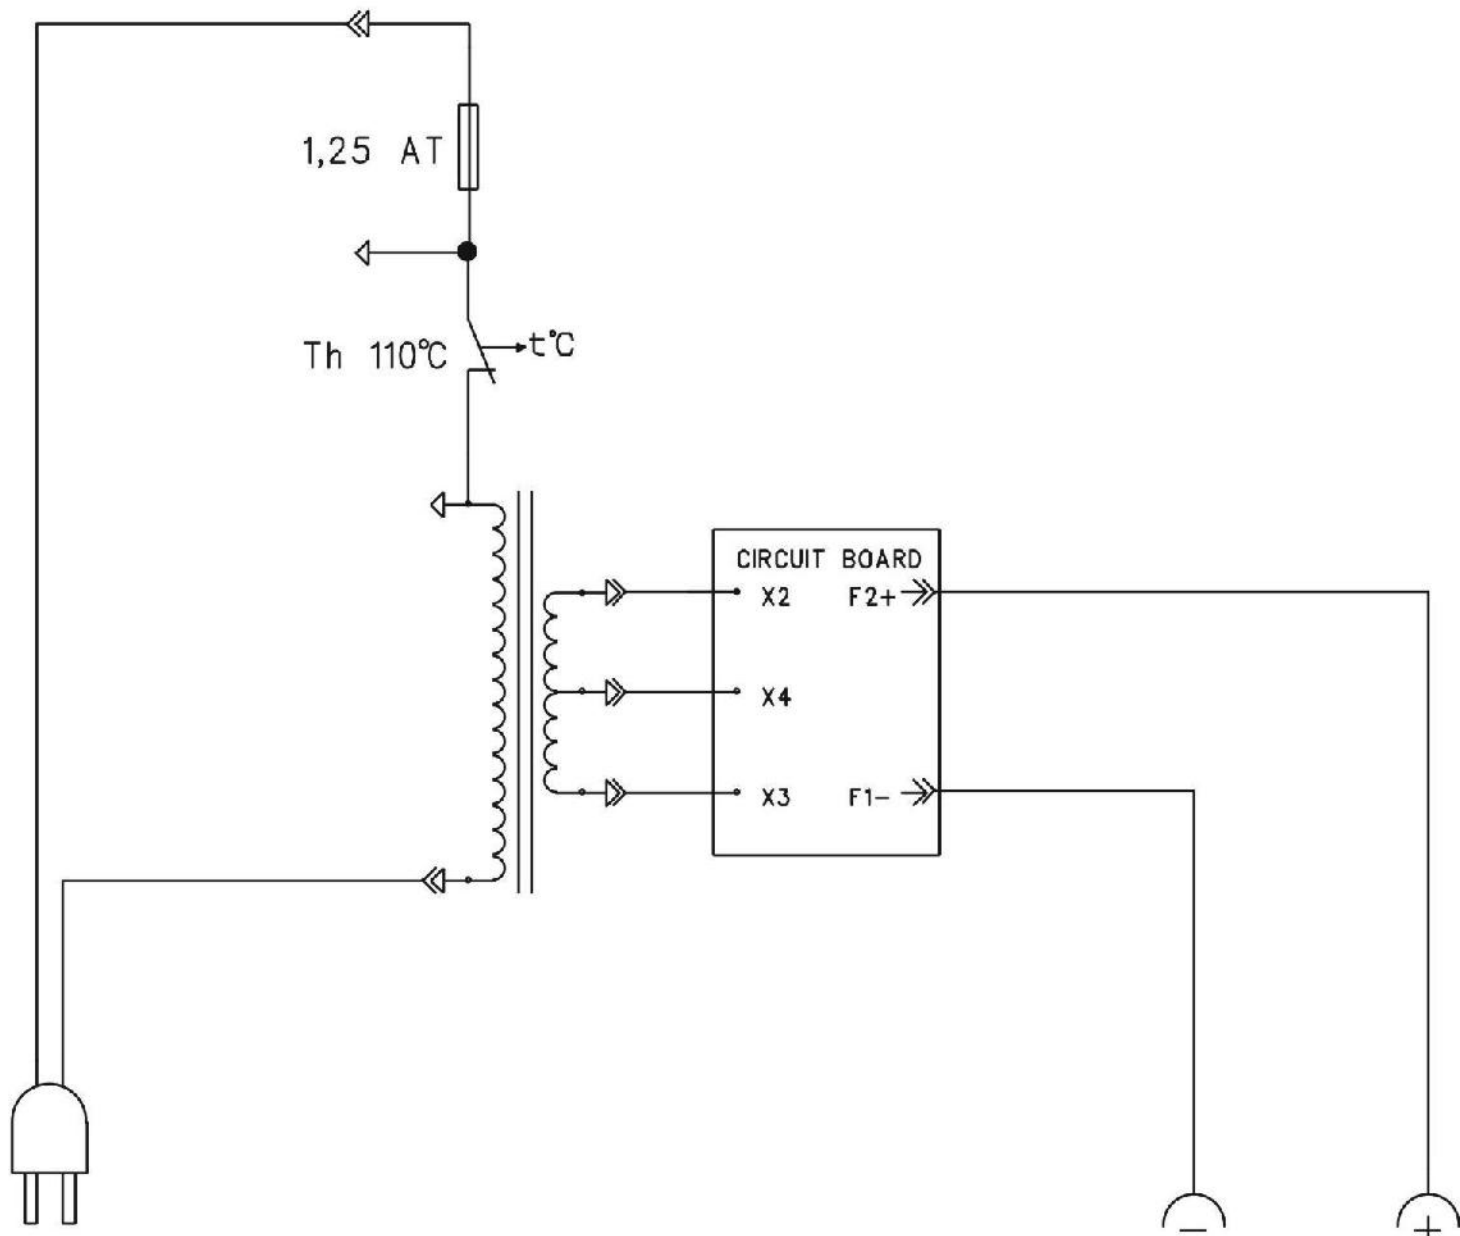 1,25 AT
Th 110°C
t°C
CIRCUIT BOARD
X2 F2+
X4
X3 F1-
- +